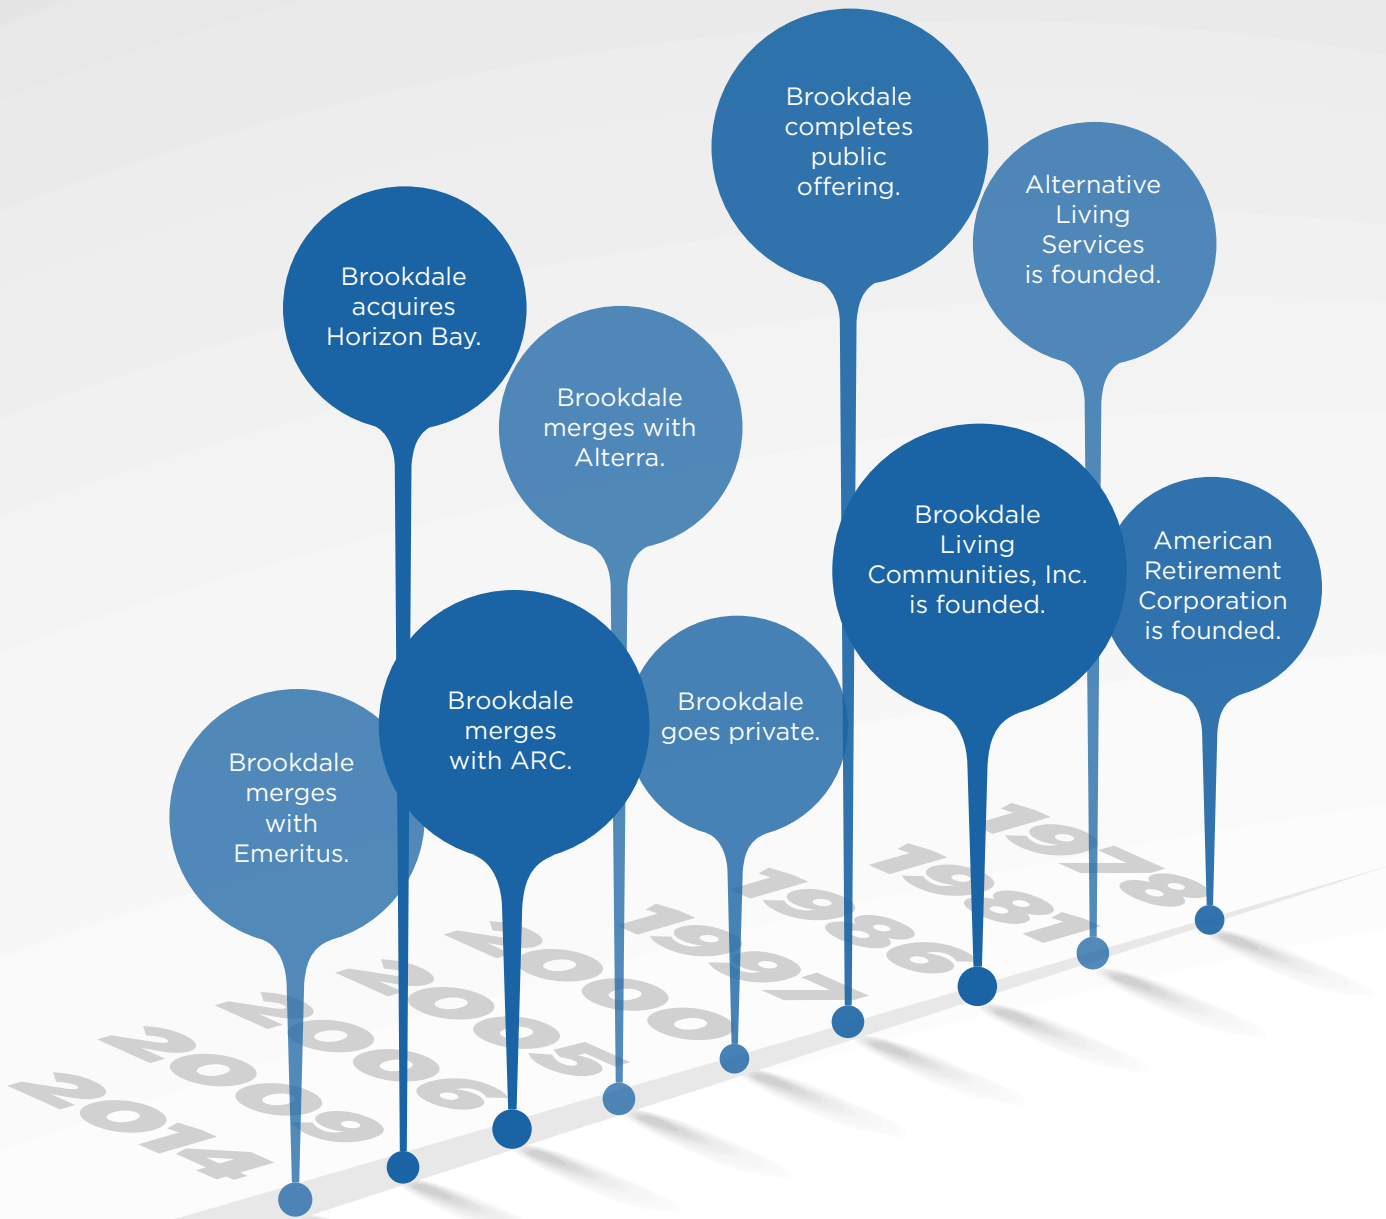 Brookdale
completes
public
offering.
Alternative
Living
Services
is founded.
Brookdale
acquires
Horizon Bay.
Brookdale
merges with
Alterra.
Brookdale
Living
Communities, Inc.
is founded.
American
Retirement
Corporation
is founded.
Brookdale
merges
with ARC.
Brookdale
goes private.
Brookdale
merges
with
Emeritus.
2014
2009
2006
2005
2000
1997
1986
1981
1978